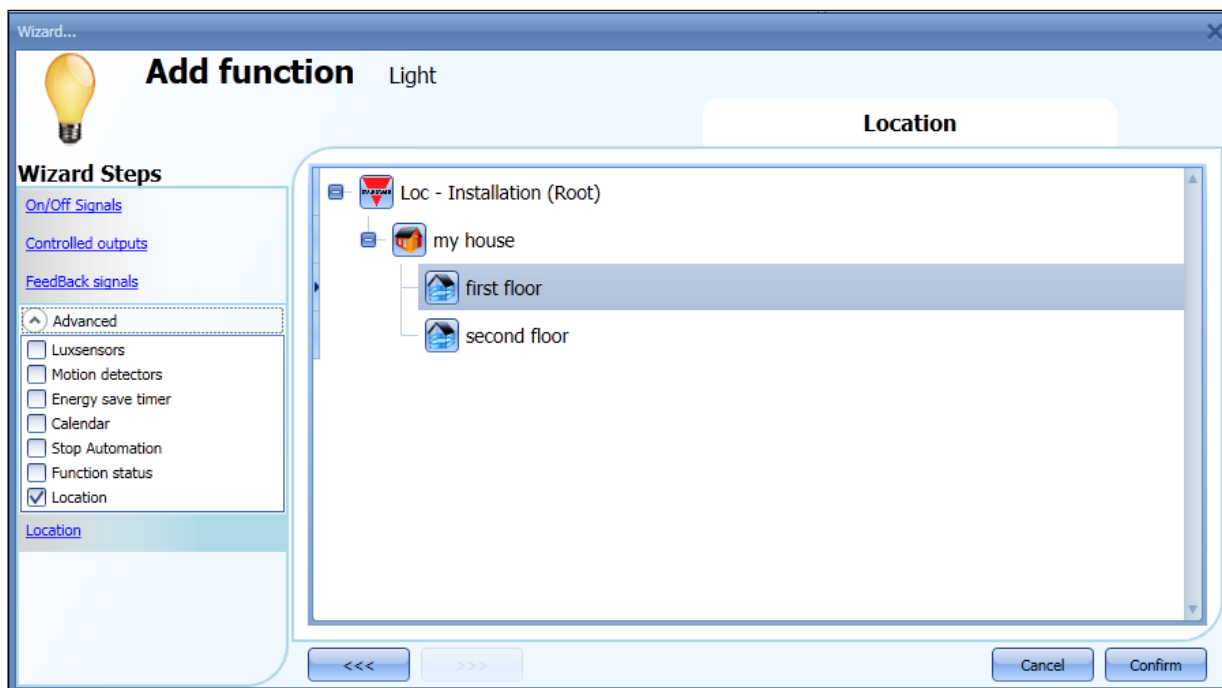 Wizard...
Add function Light
Location
Wizard Steps
On/Off Signals
Controlled outputs
FeedBack signals
Advanced
Luxsensors
Motion detectors
Energy save timer
Calendar
Stop Automation
Function status
Location
Location
Loc - Installation (Root)
my house
first floor
second floor
<<< >>> Cancel Confirm